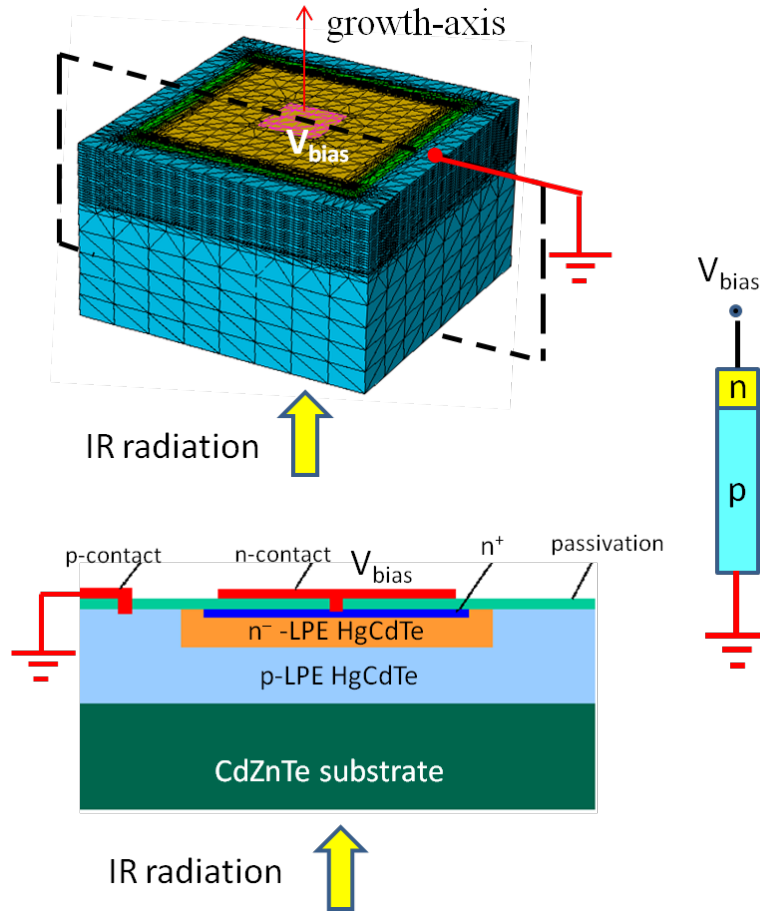 growth-axis
V_bias
IR radiation
V_bias
n
p
p-contact
n-contact
V_bias
n⁺
passivation
n⁻ -LPE HgCdTe
p-LPE HgCdTe
CdZnTe substrate
IR radiation